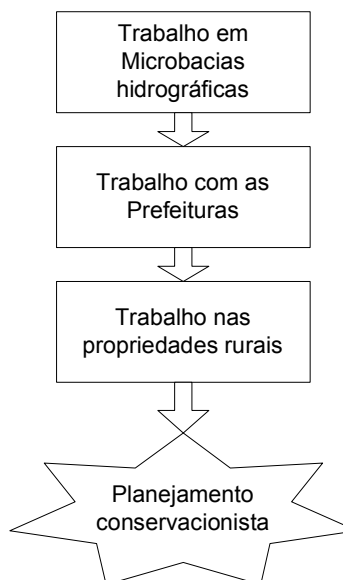 Trabalho em
Microbacias
hidrográficas
Trabalho com as
Prefeituras
Trabalho nas
propriedades rurais
Planejamento
conservacionista